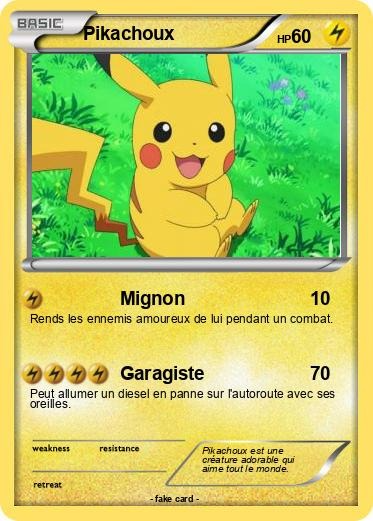 BASIC
Pikachoux
HP60
Mignon 10
Rends les ennemis amoureux de lui pendant un combat.
Garagiste 70
Peut allumer un diesel en panne sur l'autoroute avec ses
oreilles.
weakness resistance
retreat
Pikachoux est une
créature adorable qui
aime tout le monde.
- fake card -